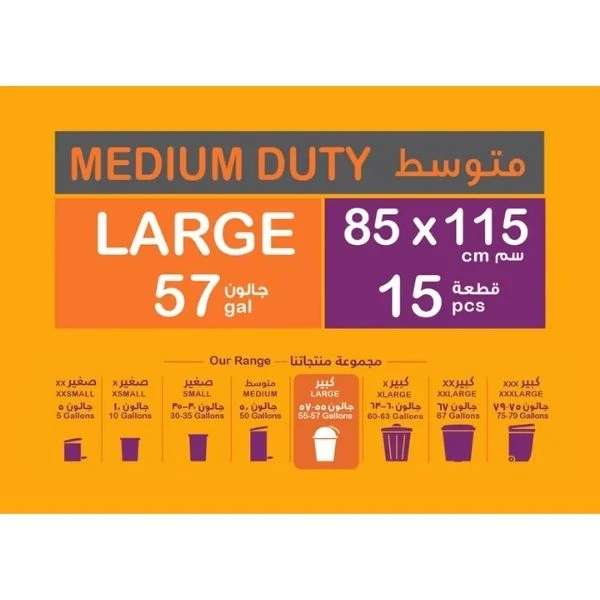 MEDIUM DUTY متوسط
LARGE
57 جالون gal
85 x 115
cm سم
15 قطعة pcs
Our Range مجموعة منتجاتنا
xx صغير
XXSMALL
٥ جالون
5 Gallons
x صغير
XSMALL
١٠ جالون
10 Gallons
صغير
SMALL
٣٠-٣٥ جالون
30-35 Gallons
متوسط
MEDIUM
٥٠ جالون
50 Gallons
كبير
LARGE
٥٥-٥٧ جالون
55-57 Gallons
x كبير
XLARGE
٦٠-٦٣ جالون
60-63 Gallons
xx كبير
XXLARGE
٦٧ جالون
67 Gallons
xxx كبير
XXXLARGE
٧٥-٧٩ جالون
75-79 Gallons